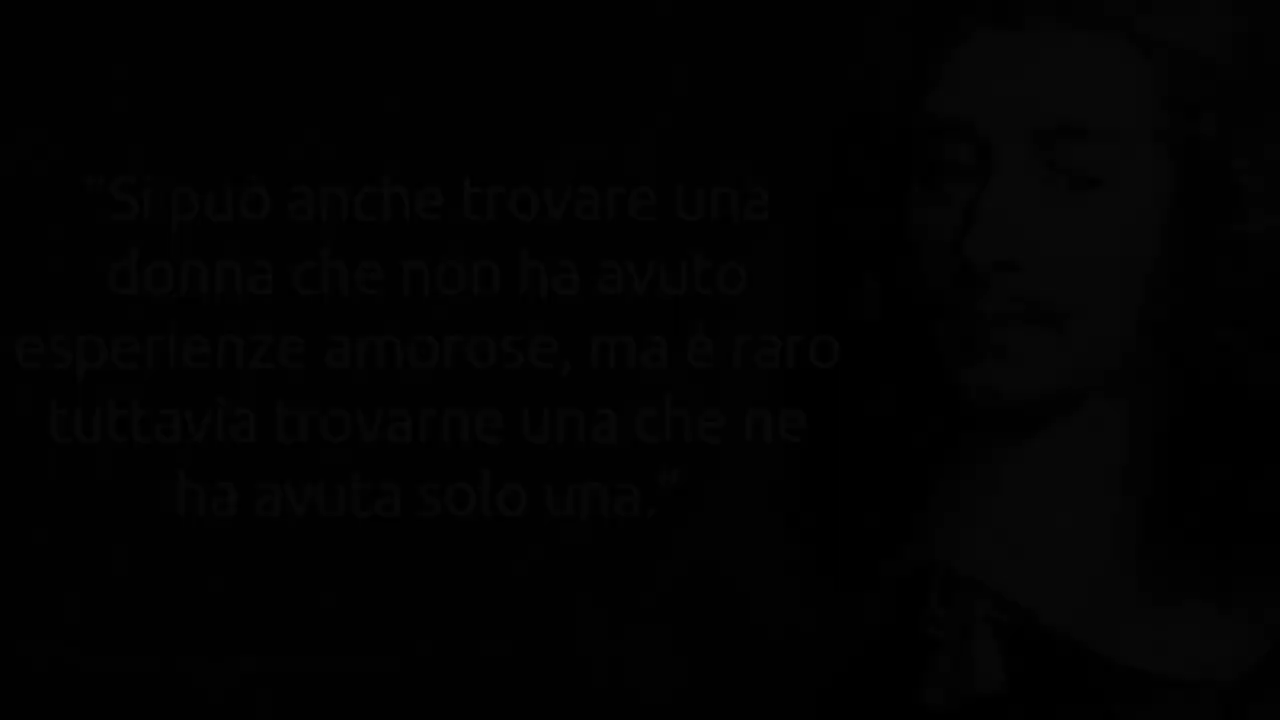 "Si può anche trovare una
donna che non ha avuto
esperienze amorose, ma è raro
tuttavia trovarne una che ne
ha avuta solo una."